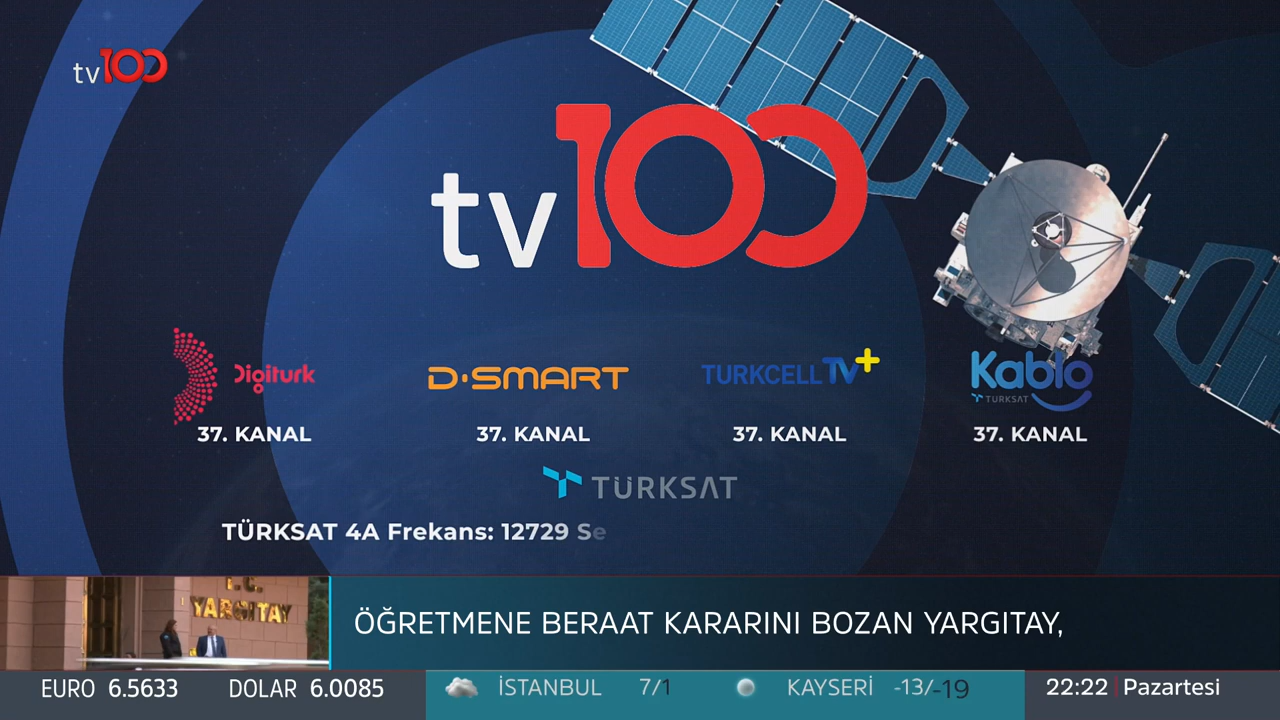 tv100
tv100
Digiturk
D·SMART
TURKCELL TV+
Kablo
TÜRKSAT
37. KANAL
37. KANAL
37. KANAL
37. KANAL
TÜRKSAT
TÜRKSAT 4A Frekans: 12729 Se
T.C.
YARGITAY
ÖĞRETMENE BERAAT KARARINI BOZAN YARGITAY,
EURO 6.5633 DOLAR 6.0085 İSTANBUL 7/1 KAYSERİ -13/-19 22:22 Pazartesi